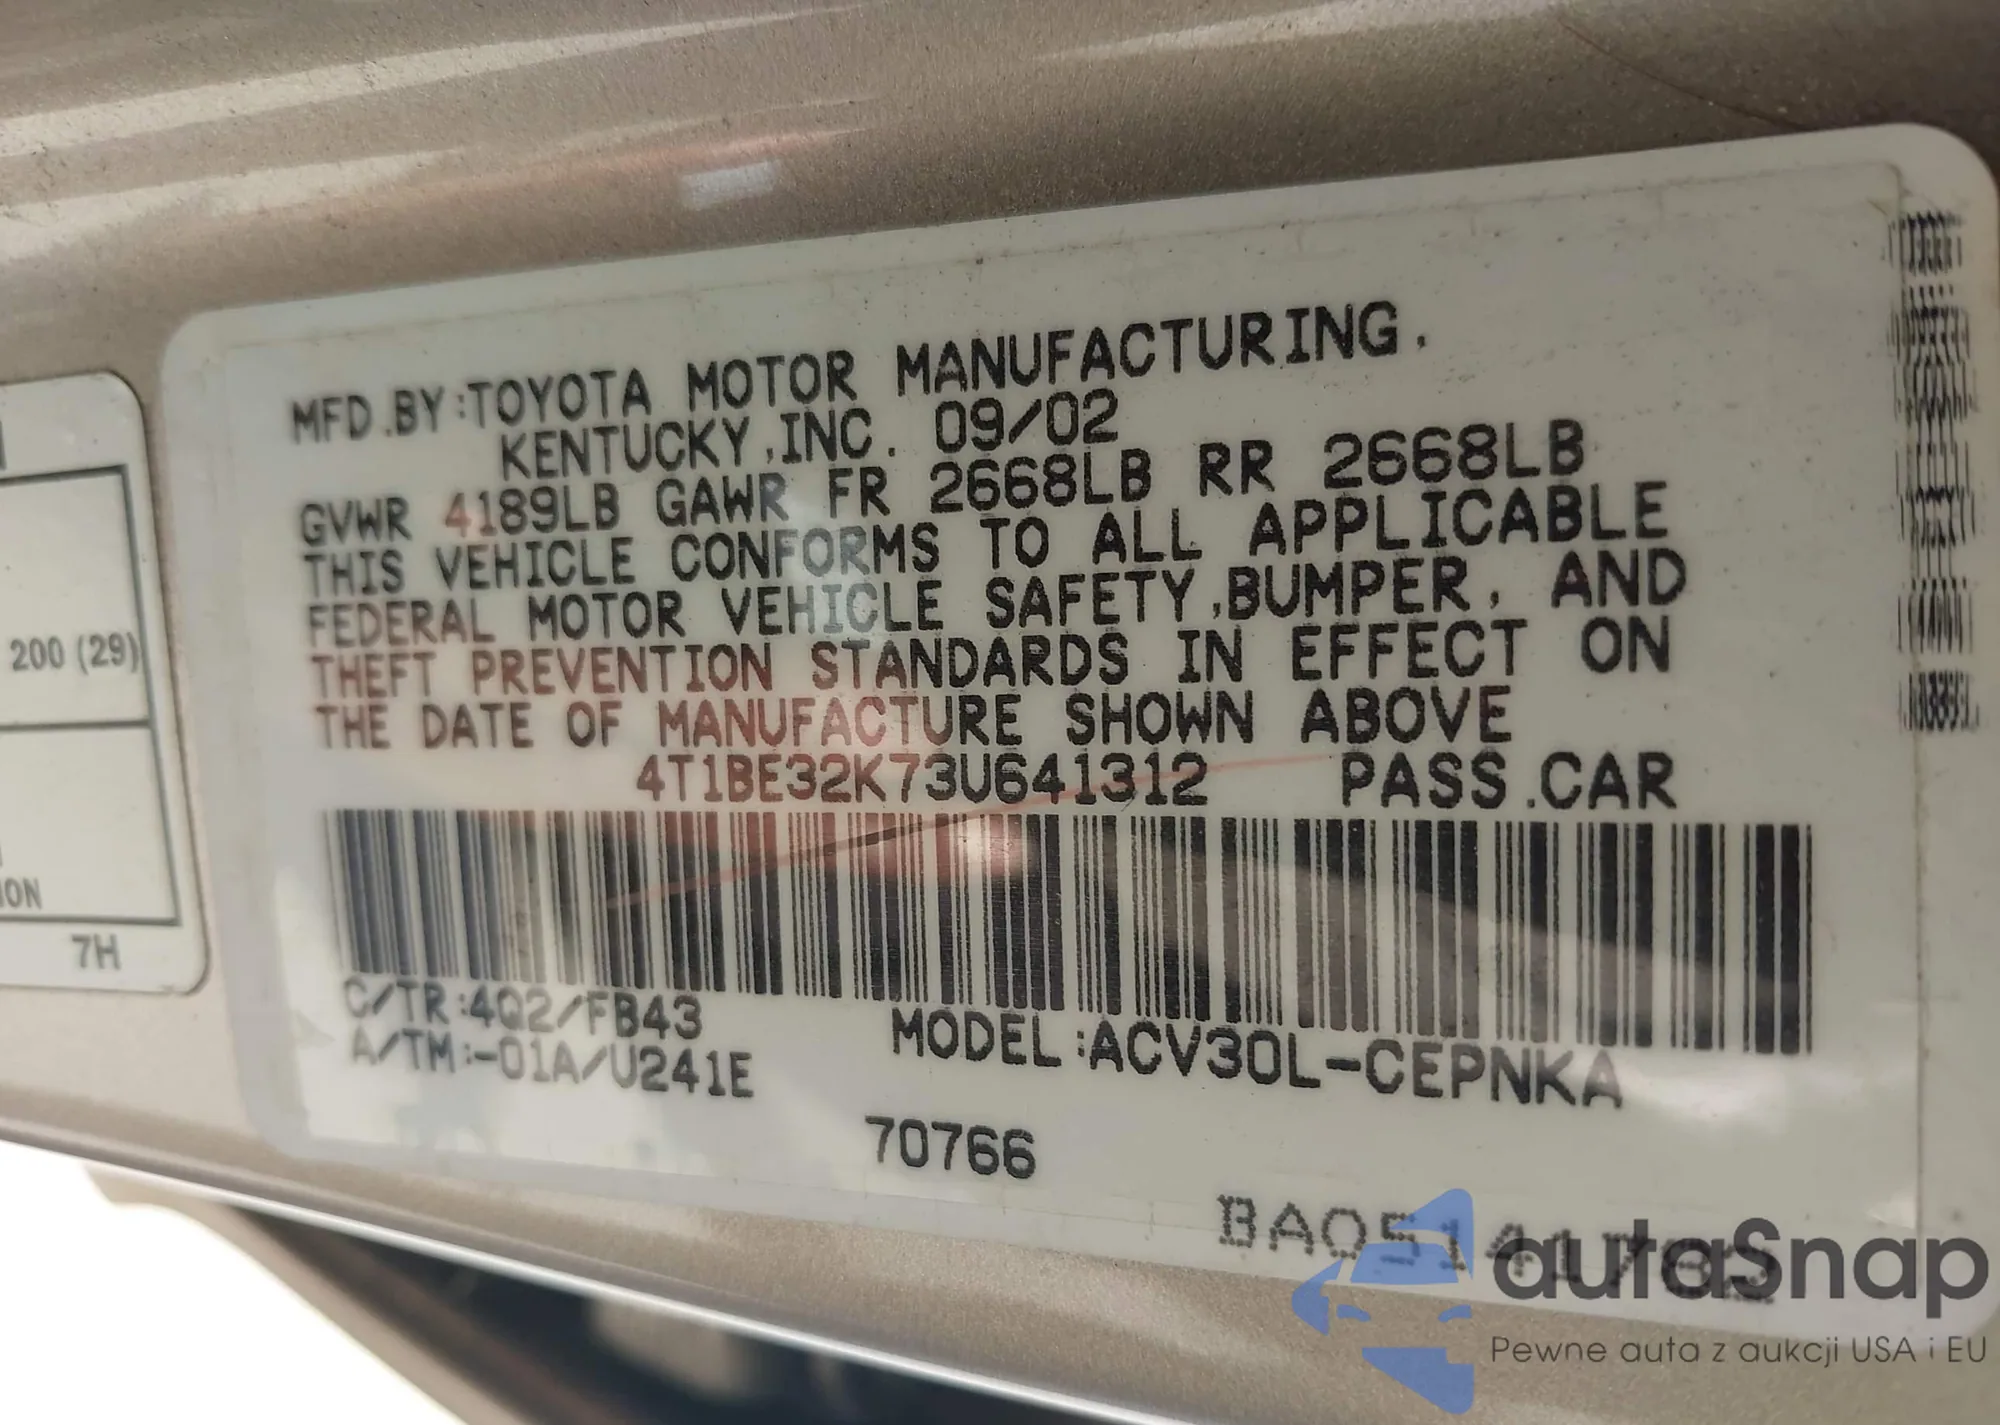 MFD.BY:TOYOTA MOTOR MANUFACTURING.
KENTUCKY,INC. 09/02
GVWR 4189LB GAWR FR 2668LB RR 2668LB
THIS VEHICLE CONFORMS TO ALL APPLICABLE
FEDERAL MOTOR VEHICLE SAFETY,BUMPER, AND
THEFT PREVENTION STANDARDS IN EFFECT ON
THE DATE OF MANUFACTURE SHOWN ABOVE
4T1BE32K73U641312 PASS.CAR
C/TR:4Q2/FB43
A/TM:-01A/U241E
MODEL:ACV30L-CEPNKA
70766
200 (29)
7H
autaSnap
Pewne auta z aukcji USA i EU